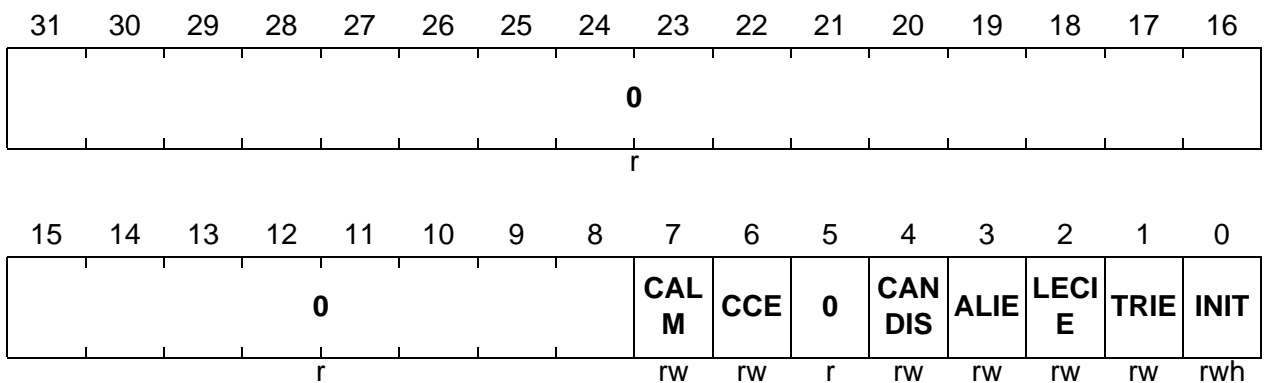 31 30 29 28 27 26 25 24 23 22 21 20 19 18 17 16
0
r
15 14 13 12 11 10 9 8 7 6 5 4 3 2 1 0
0 CAL M CCE 0 CAN DIS ALIE LECI E TRIE INIT
r rw rw r rw rw rw rw rwh